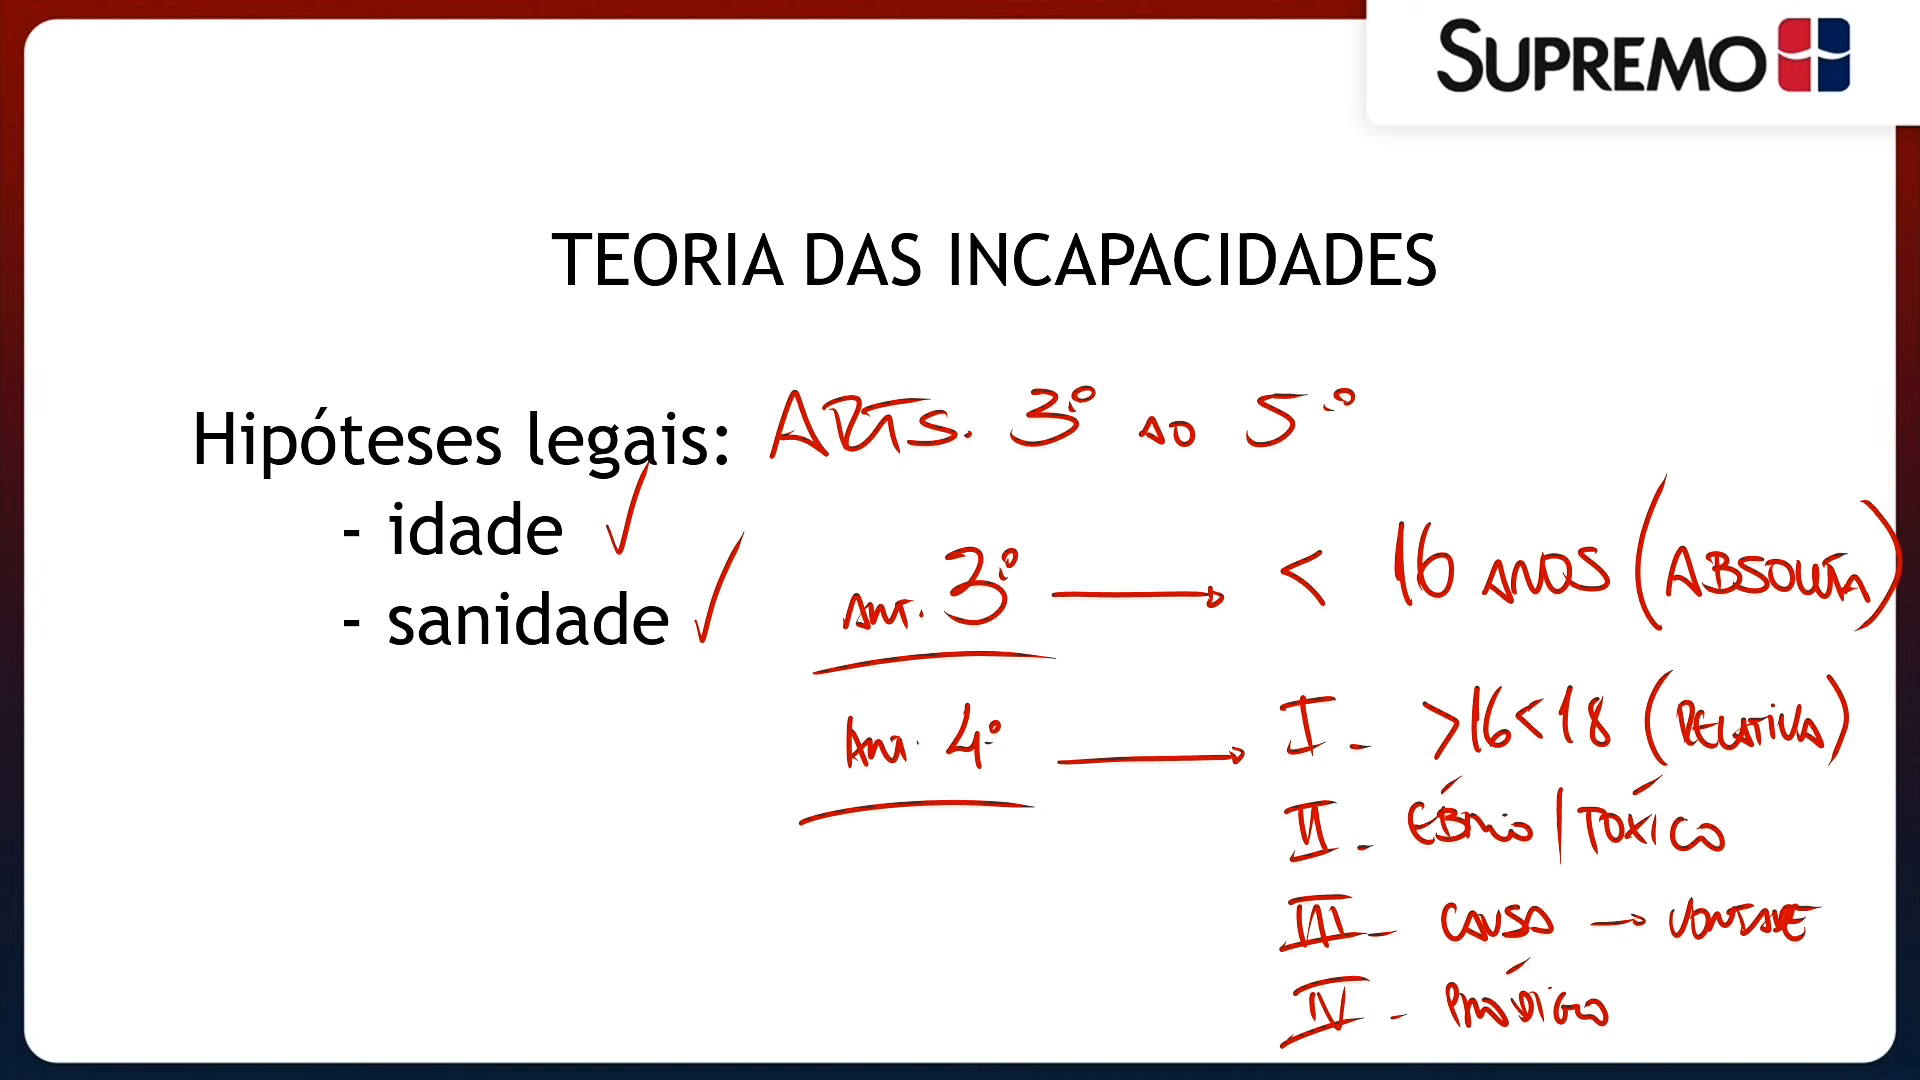 SUPREMO
TEORIA DAS INCAPACIDADES
Hipóteses legais: ARTS. 3º AO 5º
- idade
- sanidade
ART. 3º → < 16 ANOS (ABSOLUTA)
ART. 4º → I - >16<18 (RELATIVA)
II - ÉBRIO | TÓXICO
III - CAUSA → VONTADE
IV - PRÓDIGO